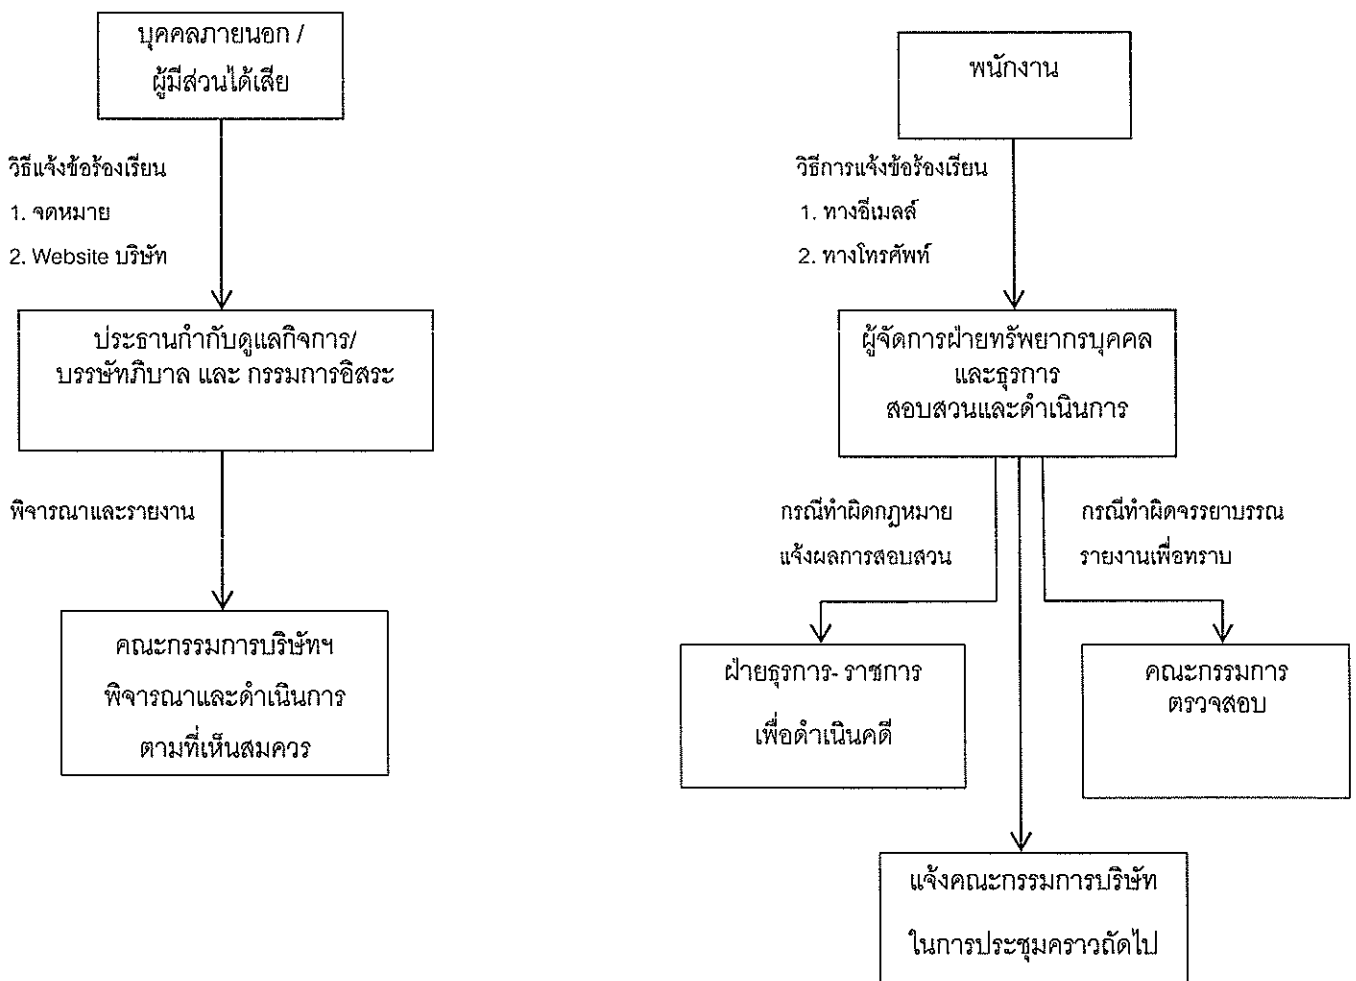 บุคคลภายนอก /
ผู้มีส่วนได้เสีย
วิธีแจ้งข้อร้องเรียน
1. จดหมาย
2. Website บริษัท
ประธานกำกับดูแลกิจการ/
บรรษัทภิบาล และ กรรมการอิสระ
พิจารณาและรายงาน
คณะกรรมการบริษัทฯ
พิจารณาและดำเนินการ
ตามที่เห็นสมควร
พนักงาน
วิธีการแจ้งข้อร้องเรียน
1. ทางอีเมลล์
2. ทางโทรศัพท์
ผู้จัดการฝ่ายทรัพยากรบุคคล
และธุรการ
สอบสวนและดำเนินการ
กรณีทำผิดกฎหมาย
แจ้งผลการสอบสวน
กรณีทำผิดจรรยาบรรณ
รายงานเพื่อทราบ
ฝ่ายธุรการ- ราชการ
เพื่อดำเนินคดี
คณะกรรมการ
ตรวจสอบ
แจ้งคณะกรรมการบริษัท
ในการประชุมคราวถัดไป